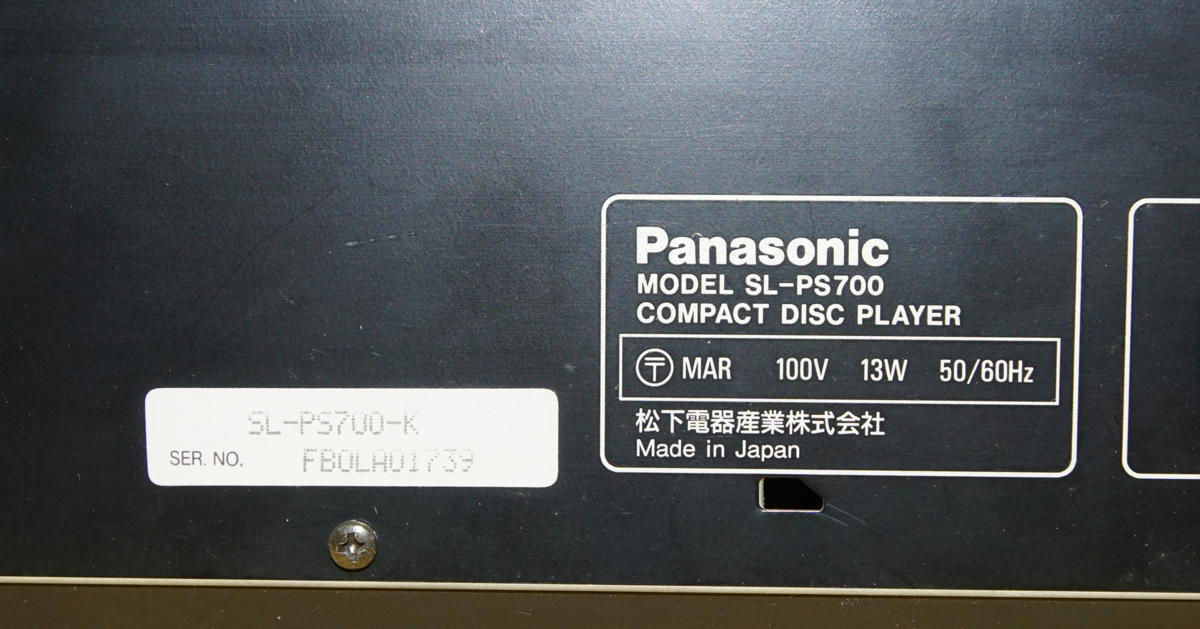 Panasonic
MODEL SL-PS700
COMPACT DISC PLAYER
〒 MAR 100V 13W 50/60Hz
松下電器産業株式会社
Made in Japan
SL-PS700-K
SER. NO. FB0LA01739